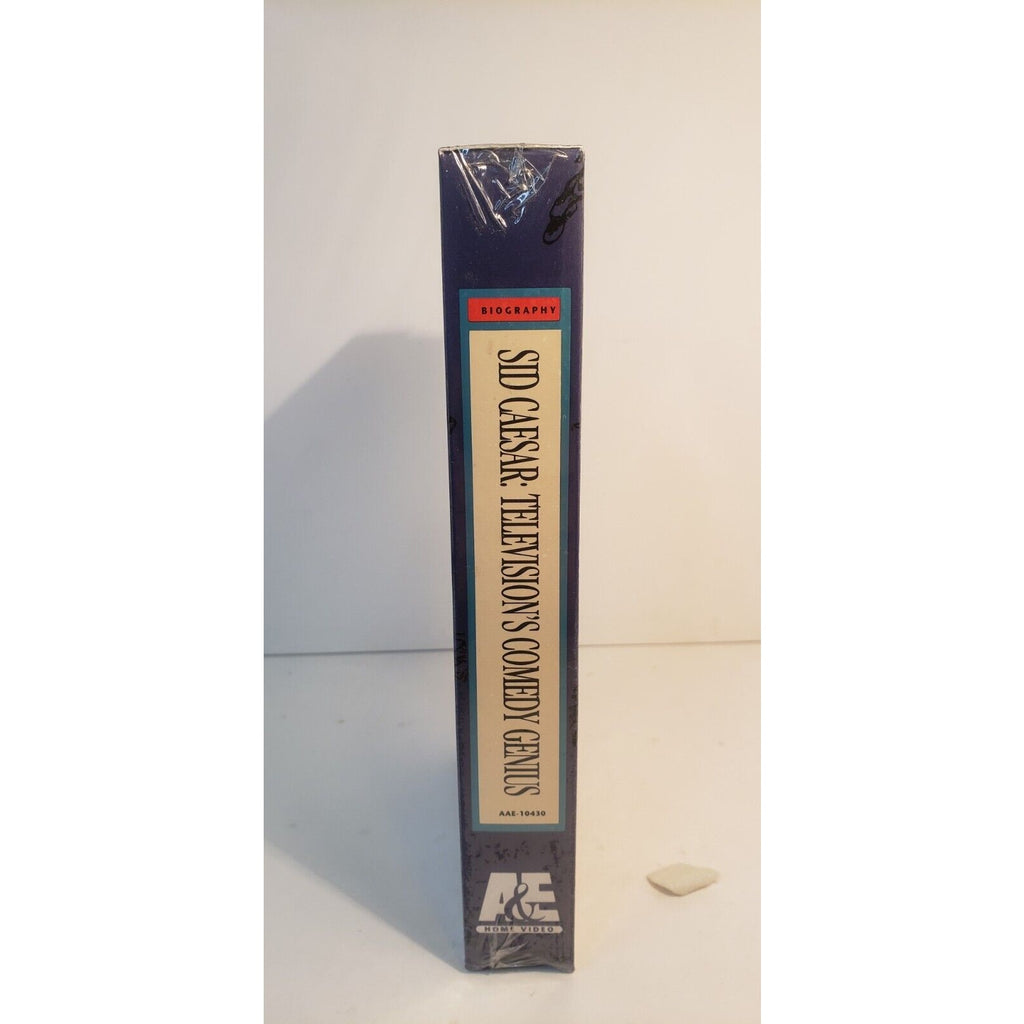 BIOGRAPHY
SID CAESAR: TELEVISION'S COMEDY GENIUS
AAE-10430
A&E
HOME VIDEO